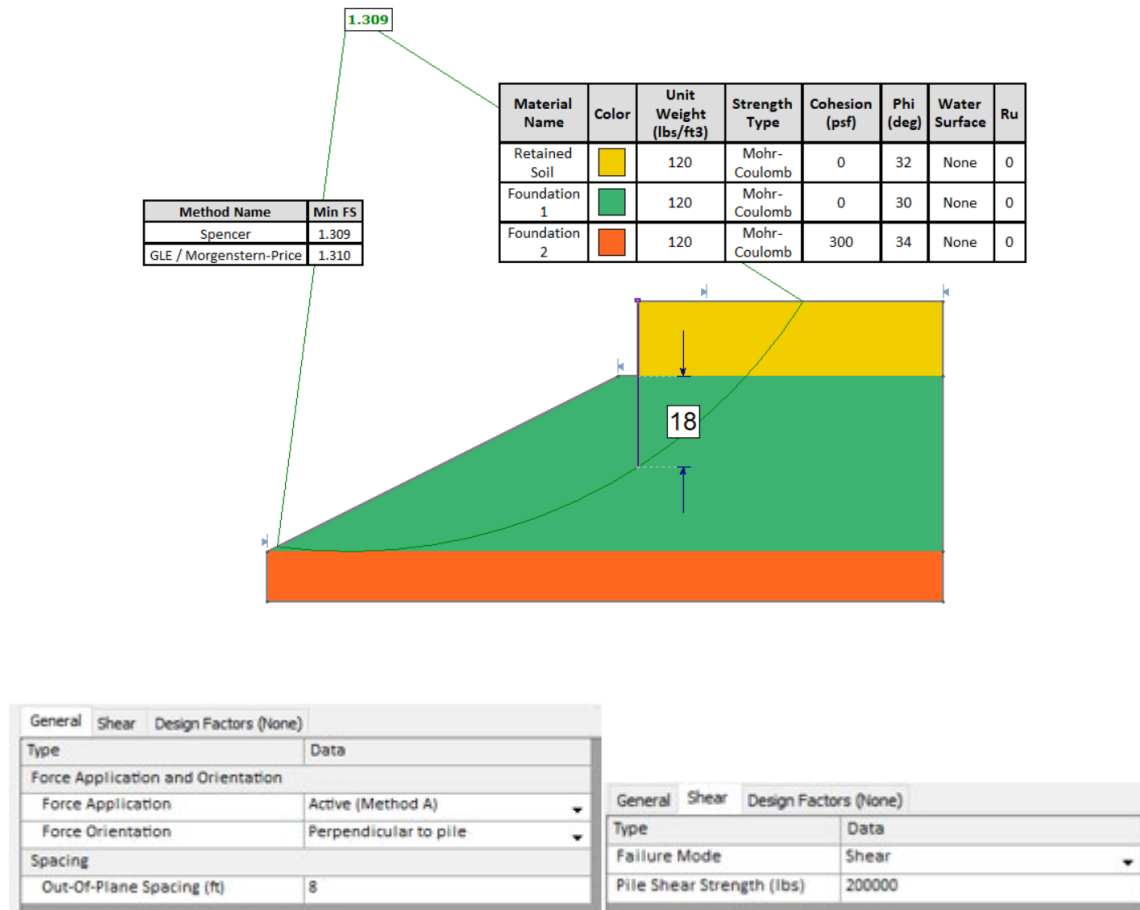 1.309
Material Name Color Unit Weight (lbs/ft3) Strength Type Cohesion (psf) Phi (deg) Water Surface Ru
Retained Soil 120 Mohr-Coulomb 0 32 None 0
Foundation 1 120 Mohr-Coulomb 0 30 None 0
Foundation 2 120 Mohr-Coulomb 300 34 None 0
Method Name Min FS
Spencer 1.309
GLE / Morgenstern-Price 1.310
18
General Shear Design Factors (None)
Type Data
Force Application and Orientation
Force Application Active (Method A)
Force Orientation Perpendicular to pile
Spacing
Out-Of-Plane Spacing (ft) 8
General Shear Design Factors (None)
Type Data
Failure Mode Shear
Pile Shear Strength (lbs) 200000